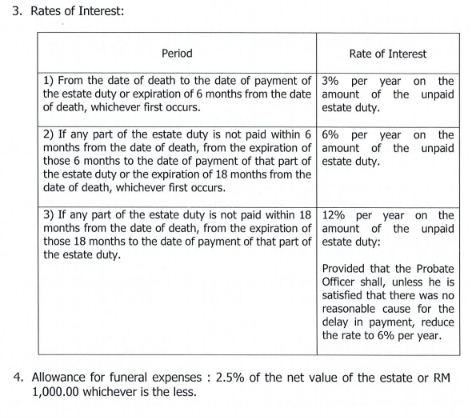 3. Rates of Interest:
Period
Rate of Interest
1) From the date of death to the date of payment of
the estate duty or expiration of 6 months from the date
of death, whichever first occurs.
3% per year on the
amount of the unpaid
estate duty.
2) If any part of the estate duty is not paid within 6
months from the date of death, from the expiration of
those 6 months to the date of payment of that part of
the estate duty or the expiration of 18 months from the
date of death, whichever first occurs.
6% per year on the
amount of the unpaid
estate duty.
3) If any part of the estate duty is not paid within 18
months from the date of death, from the expiration of
those 18 months to the date of payment of that part of
the estate duty.
12% per year on the
amount of the unpaid
estate duty:
Provided that the Probate
Officer shall, unless he is
satisfied that there was no
reasonable cause for the
delay in payment, reduce
the rate to 6% per year.
4. Allowance for funeral expenses : 2.5% of the net value of the estate or RM
1,000.00 whichever is the less.